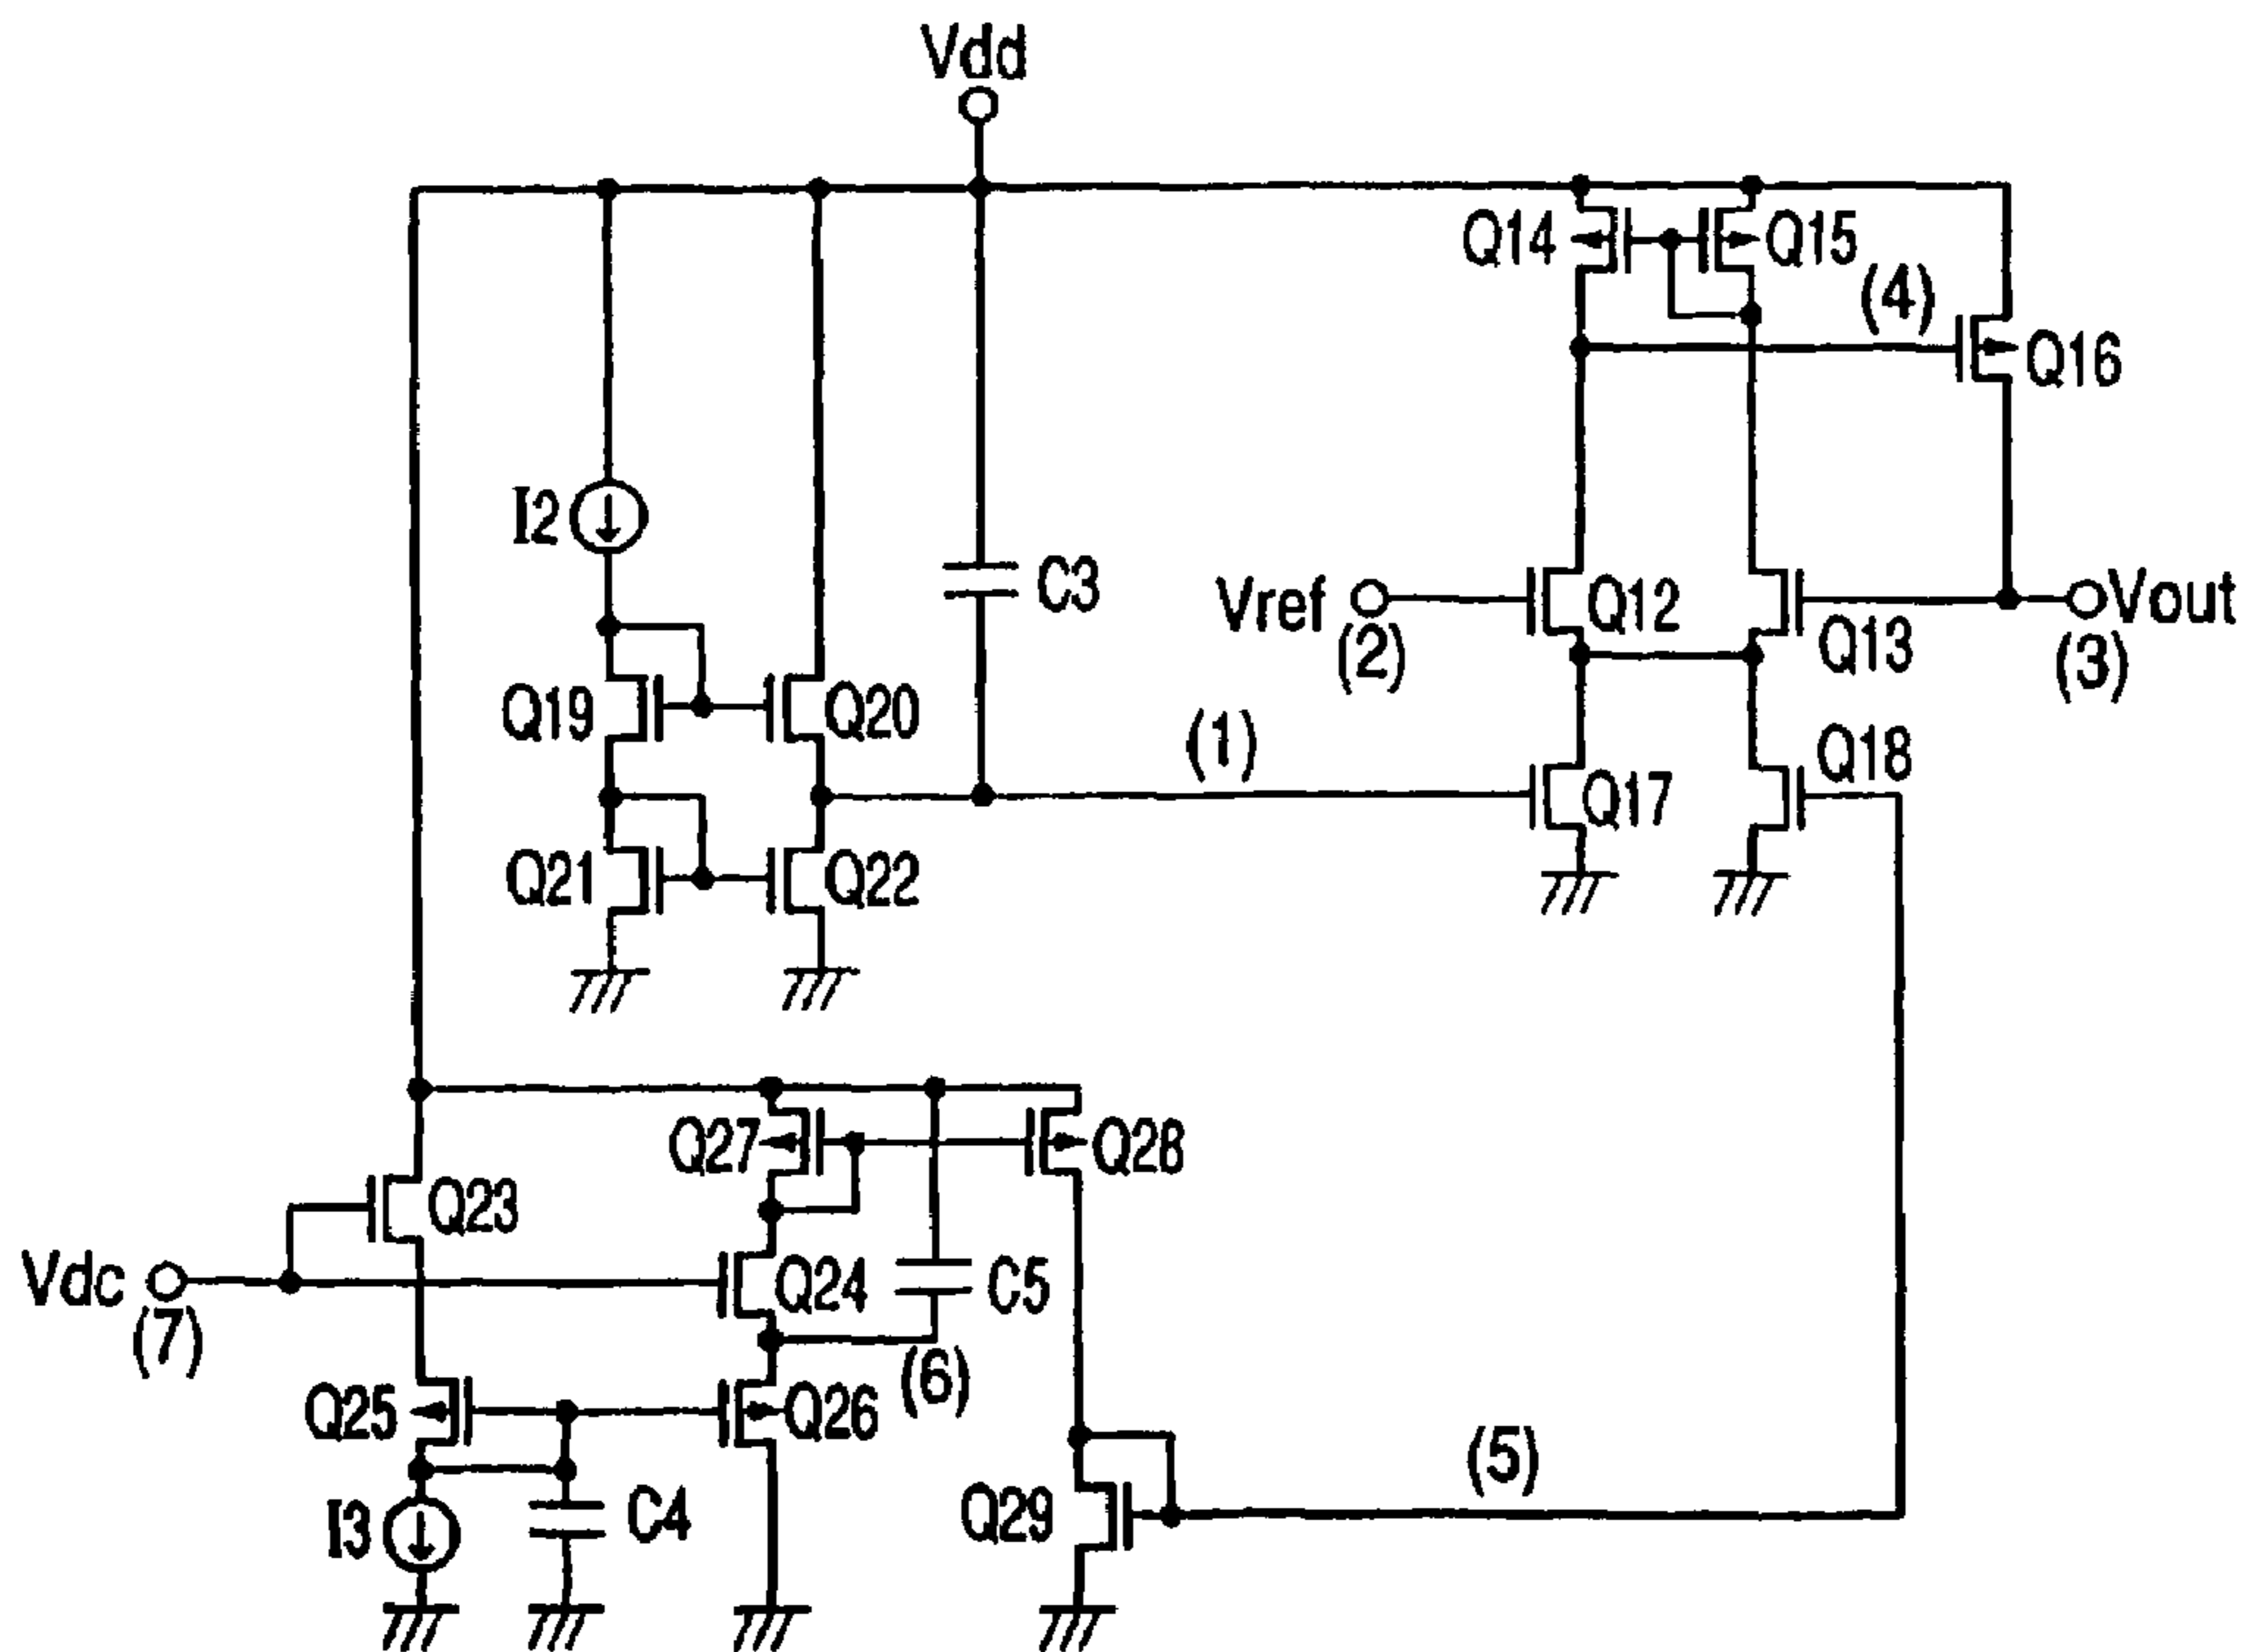 Vdd
Q14
Q15
(4)
Q16
I2
C3
Vref
(2)
Q12
Q13
Vout
(3)
Q19
Q20
(1)
Q17
Q18
Q21
Q22
Q27
Q28
Q23
Vdc
(7)
Q24
C5
(6)
Q25
Q26
(5)
I3
C4
Q29